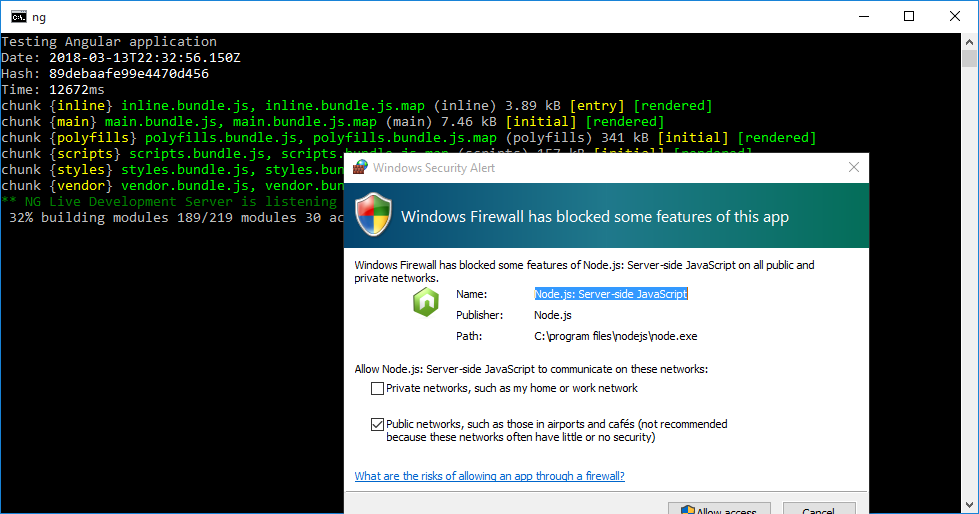 ng
Testing Angular application
Date: 2018-03-13T22:32:56.150Z
Hash: 89debaafe99e4470d456
Time: 12672ms
chunk {inline} inline.bundle.js, inline.bundle.js.map (inline) 3.89 kB [entry] [rendered]
chunk {main} main.bundle.js, main.bundle.js.map (main) 7.46 kB [initial] [rendered]
chunk {polyfills} polyfills.bundle.js, polyfills.bundle.js.map (polyfills) 341 kB [initial] [rendered]
chunk {scripts} scripts.bundle.js, scripts.bundle.js.map (scripts) 157 kB [initial] [rendered]
chunk {styles} styles.bundle.js, styles.bun
chunk {vendor} vendor.bundle.js, vendor.bun
** NG Live Development Server is listening
32% building modules 189/219 modules 30 ac
Windows Security Alert
Windows Firewall has blocked some features of this app
Windows Firewall has blocked some features of Node.js: Server-side JavaScript on all public and
private networks.
Name: Node.js: Server-side JavaScript
Publisher: Node.js
Path: C:\program files\nodejs\node.exe
Allow Node.js: Server-side JavaScript to communicate on these networks:
Private networks, such as my home or work network
Public networks, such as those in airports and cafés (not recommended
because these networks often have little or no security)
What are the risks of allowing an app through a firewall?
Allow access
Cancel